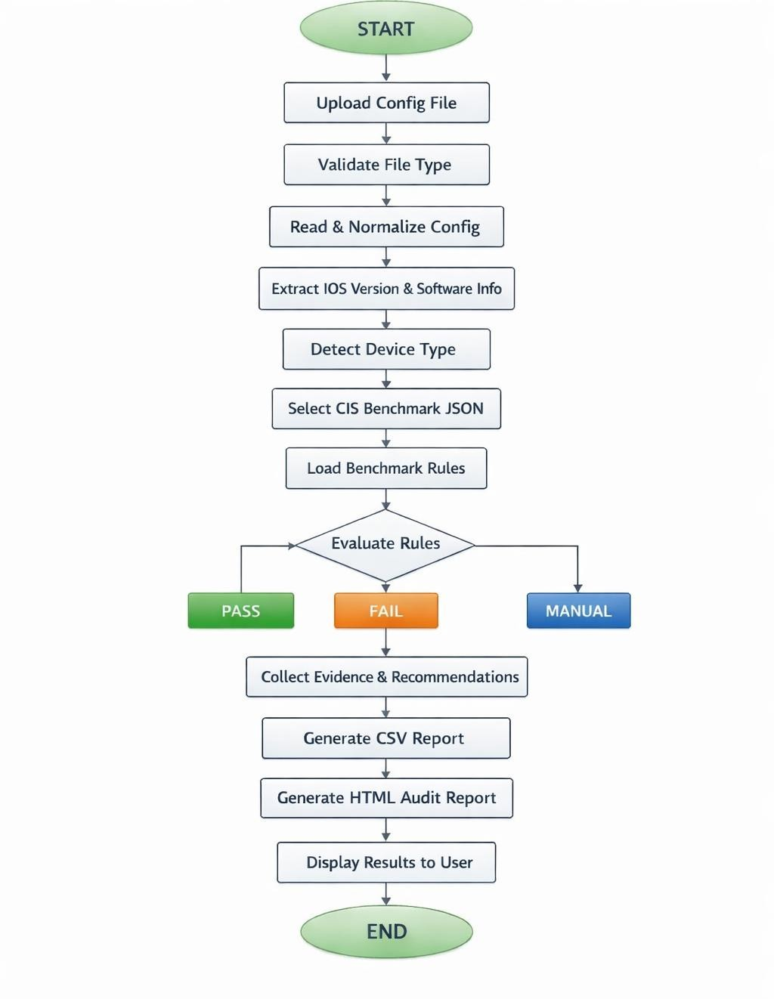 START
Upload Config File
Validate File Type
Read & Normalize Config
Extract IOS Version & Software Info
Detect Device Type
Select CIS Benchmark JSON
Load Benchmark Rules
Evaluate Rules
PASS
FAIL
MANUAL
Collect Evidence & Recommendations
Generate CSV Report
Generate HTML Audit Report
Display Results to User
END